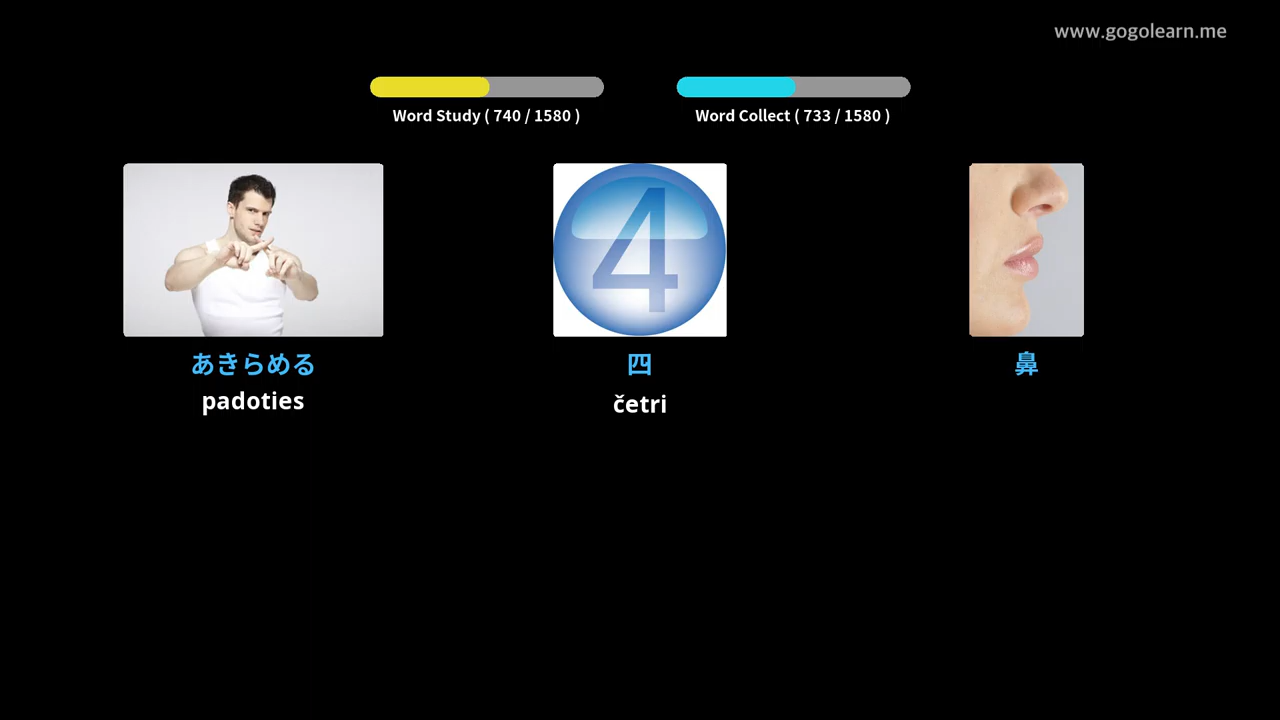 www.gogolearn.me
Word Study ( 740 / 1580 )
Word Collect ( 733 / 1580 )
4
あきらめる
padoties
四
četri
鼻